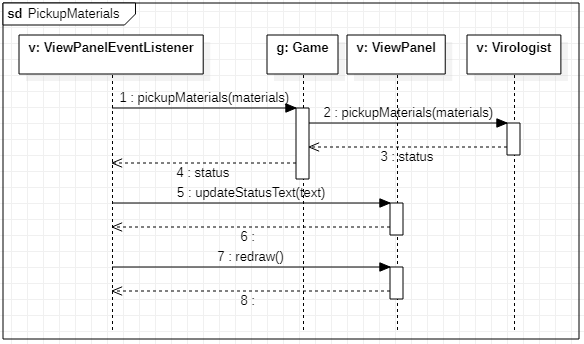 sd PickupMaterials
v: ViewPanelEventListener
g: Game
v: ViewPanel
v: Virologist
1 : pickupMaterials(materials)
2 : pickupMaterials(materials)
3 : status
4 : status
5 : updateStatusText(text)
6 :
7 : redraw()
8 :